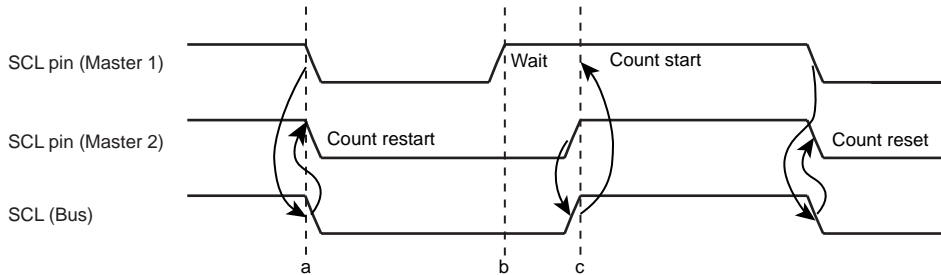 SCL pin (Master 1)
Wait
Count start
SCL pin (Master 2)
Count restart
Count reset
SCL (Bus)
a
b
c